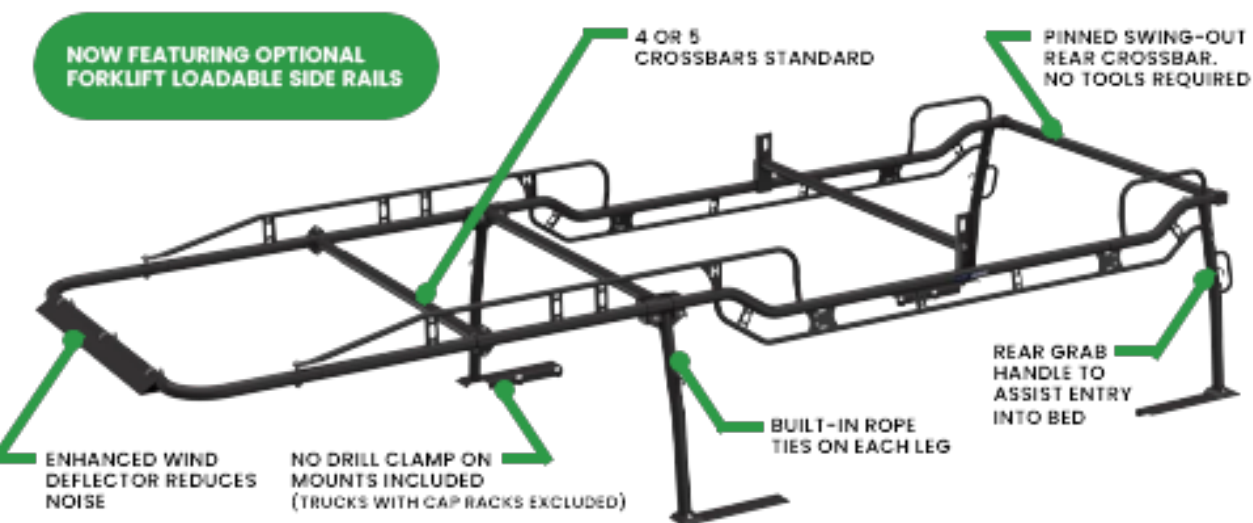 NOW FEATURING OPTIONAL
FORKLIFT LOADABLE SIDE RAILS
4 OR 5
CROSSBARS STANDARD
PINNED SWING-OUT
REAR CROSSBAR.
NO TOOLS REQUIRED
REAR GRAB
HANDLE TO
ASSIST ENTRY
INTO BED
BUILT-IN ROPE
TIES ON EACH LEG
ENHANCED WIND
DEFLECTOR REDUCES
NOISE
NO DRILL CLAMP ON
MOUNTS INCLUDED
(TRUCKS WITH CAP RACKS EXCLUDED)